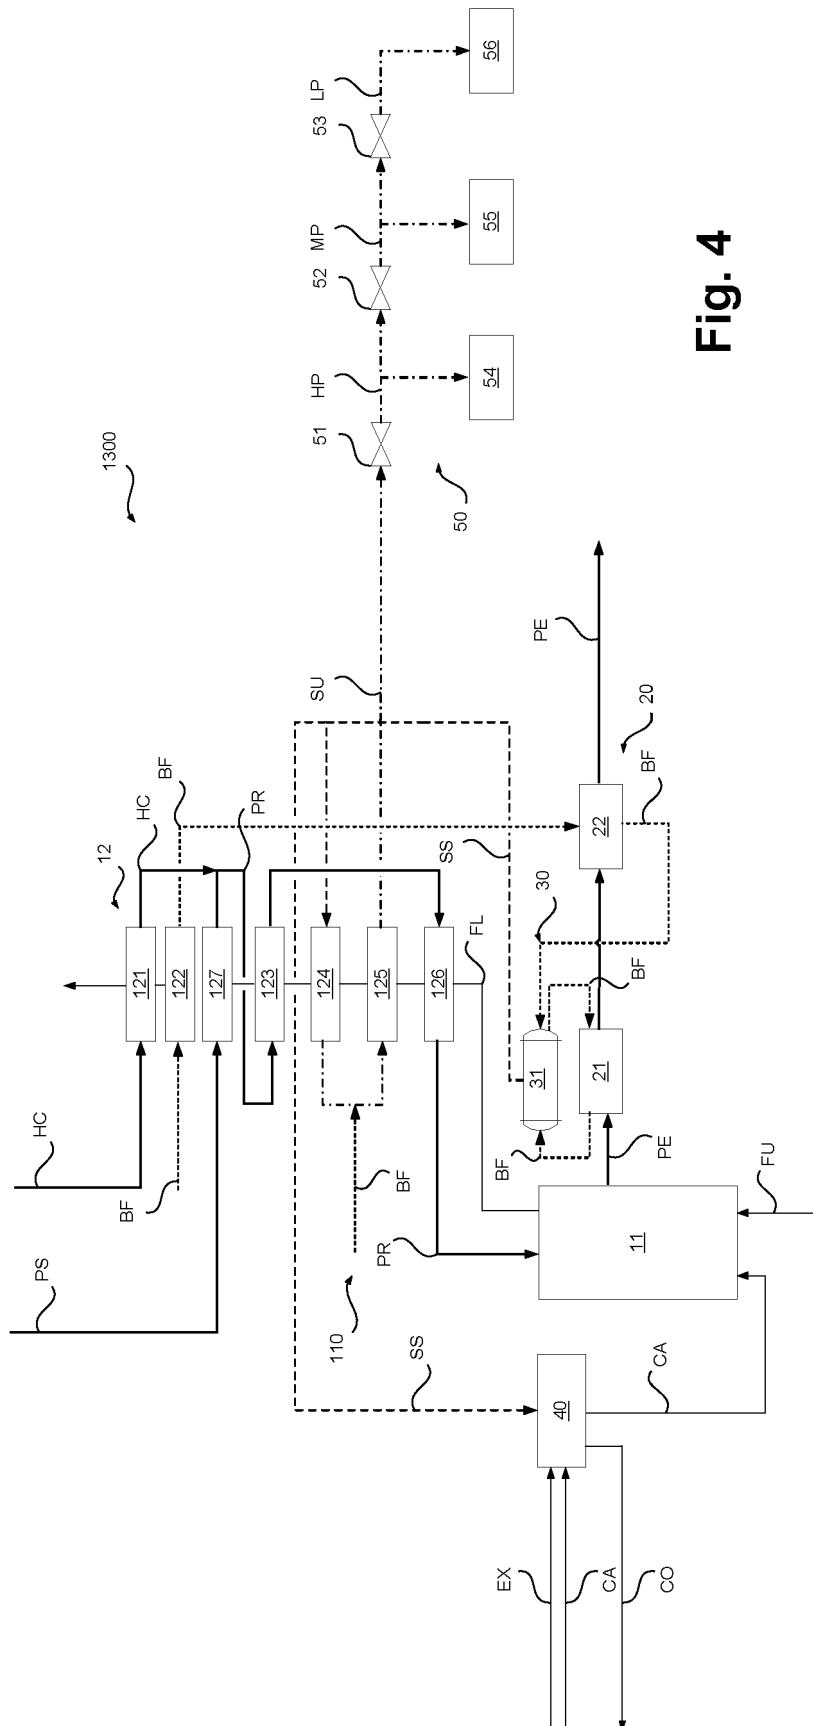 PS
HC
12
1300
BF
HC
121
BF
122
127
PR
123
SU
HP
MP
LP
51
52
53
124
110
125
PR
BF
SS
126
SS
50
FL
54
55
56
EX
BF
31
30
PE
40
21
22
CA
11
BF
BF
20
CO
CA
PE
Fig. 4
FU